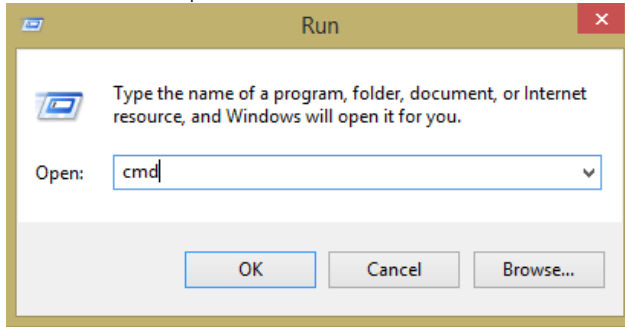 Run
Type the name of a program, folder, document, or Internet
resource, and Windows will open it for you.
Open: cmd
OK Cancel Browse...